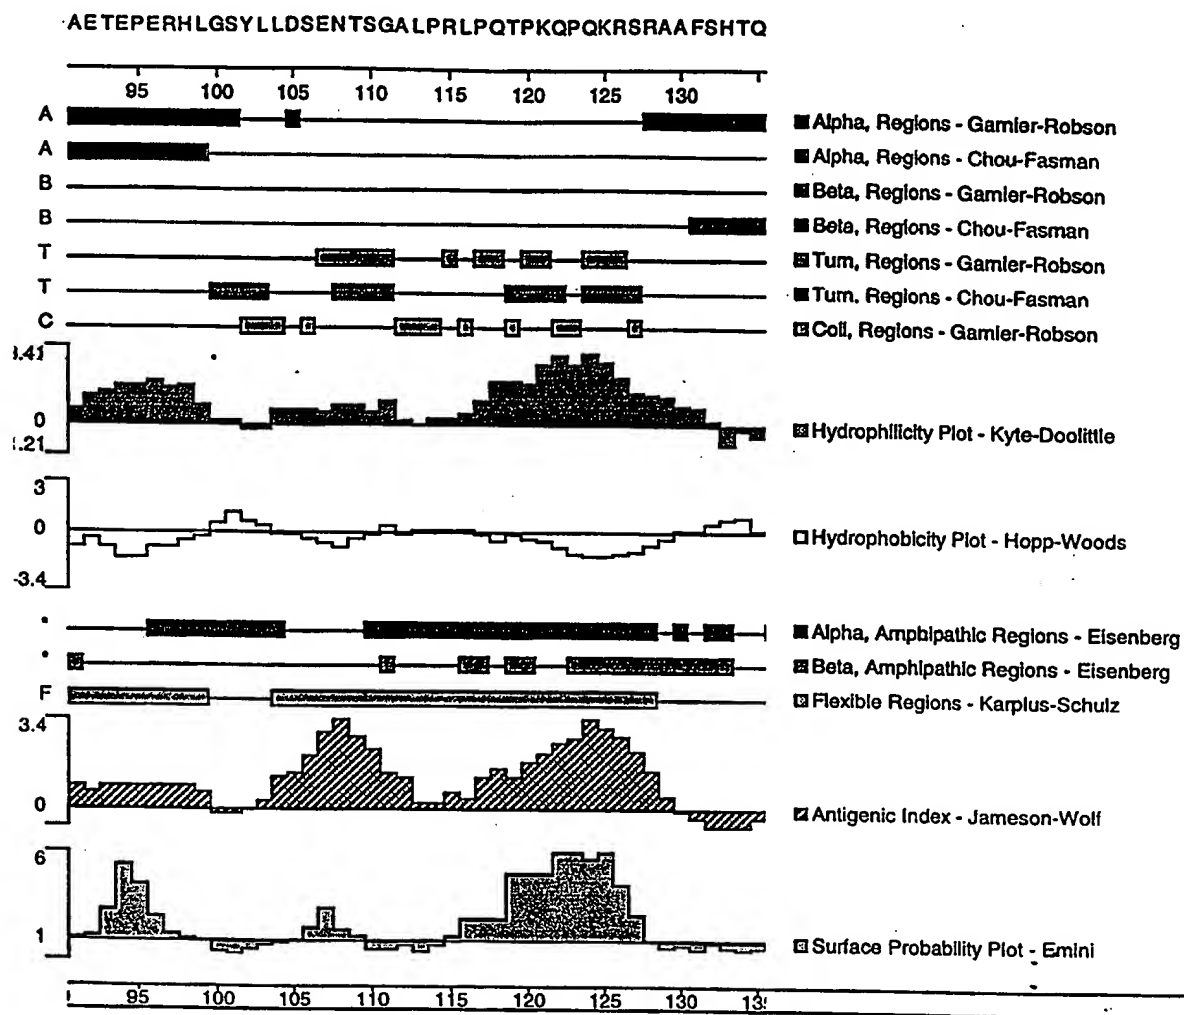 AETEPERHLGSYLLDSENTSGALPRLPQTPKQPQKRSRAAFSHTQ
95 100 105 110 115 120 125 130
A Alpha, Regions - Garnier-Robson
A Alpha, Regions - Chou-Fasman
B Beta, Regions - Garnier-Robson
B Beta, Regions - Chou-Fasman
T Turn, Regions - Garnier-Robson
T Turn, Regions - Chou-Fasman
C Coil, Regions - Garnier-Robson
.41
0
.21
Hydrophilicity Plot - Kyte-Doolittle
3
0
-3.4
Hydrophobicity Plot - Hopp-Woods
* Alpha, Amphipathic Regions - Eisenberg
* Beta, Amphipathic Regions - Eisenberg
F Flexible Regions - Karplus-Schulz
3.4
0
Antigenic Index - Jameson-Wolf
6
1
Surface Probability Plot - Emini
95 100 105 110 115 120 125 130 13